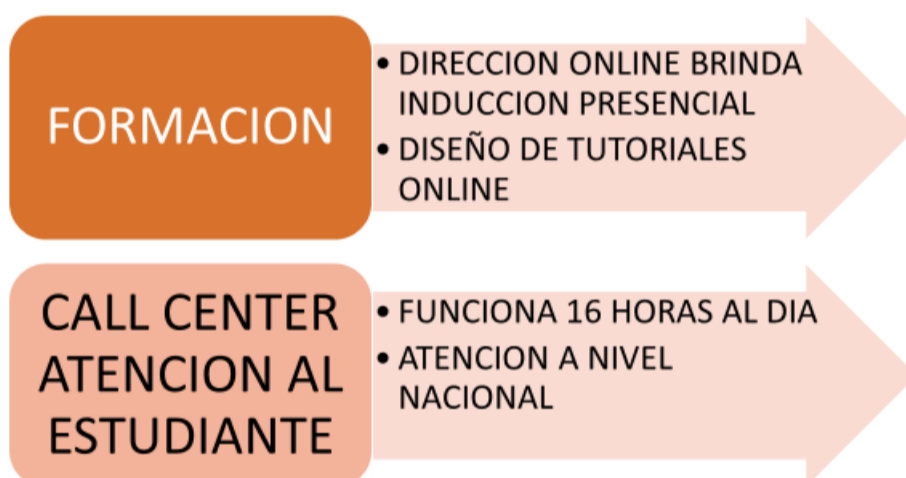 FORMACION
• DIRECCION ONLINE BRINDA
INDUCCION PRESENCIAL
• DISEÑO DE TUTORIALES
ONLINE
CALL CENTER
ATENCION AL
ESTUDIANTE
• FUNCIONA 16 HORAS AL DIA
• ATENCION A NIVEL
NACIONAL